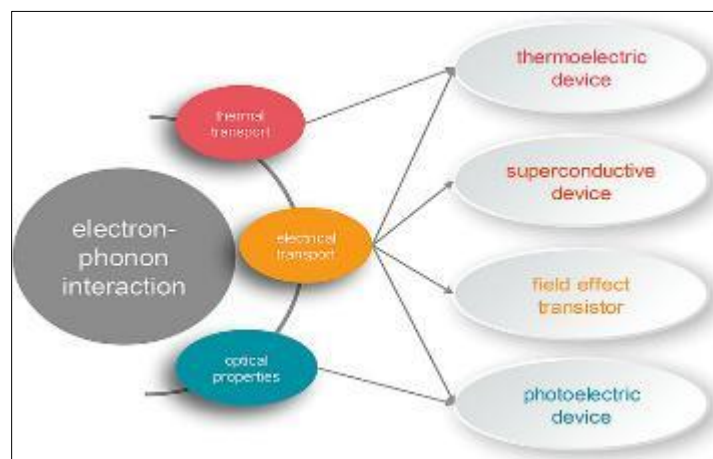 electron-
phonon
interaction
thermal
transport
electrical
transport
optical
properties
thermoelectric
device
superconductive
device
field effect
transistor
photoelectric
device